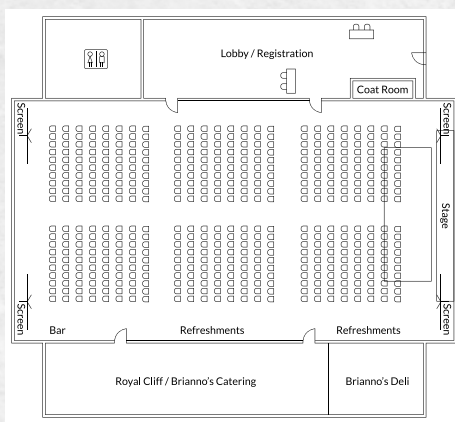 Lobby / Registration
Coat Room
Screen
Screen
Stage
Screen
Screen
Bar
Refreshments
Refreshments
Royal Cliff / Brianno's Catering
Brianno's Deli